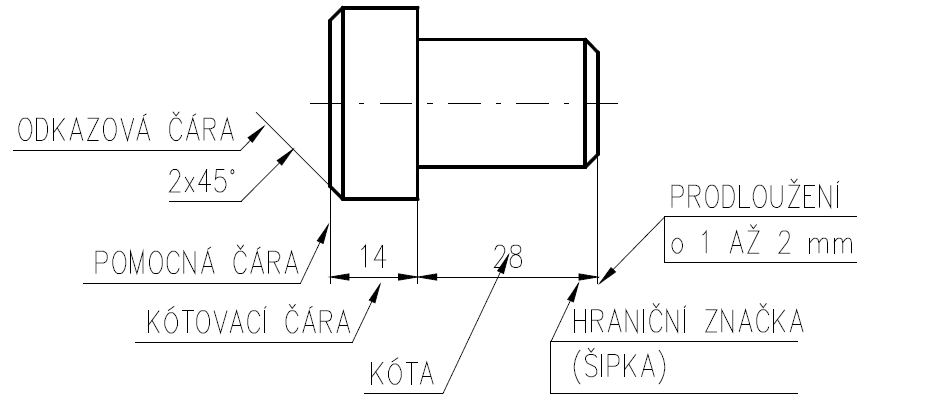 ODKAZOVÁ ČÁRA
2x45°
PRODLOUŽENÍ
o 1 AŽ 2 mm
POMOCNÁ ČÁRA
14
28
KÓTOVACÍ ČÁRA
HRANIČNÍ ZNAČKA
(ŠIPKA)
KÓTA